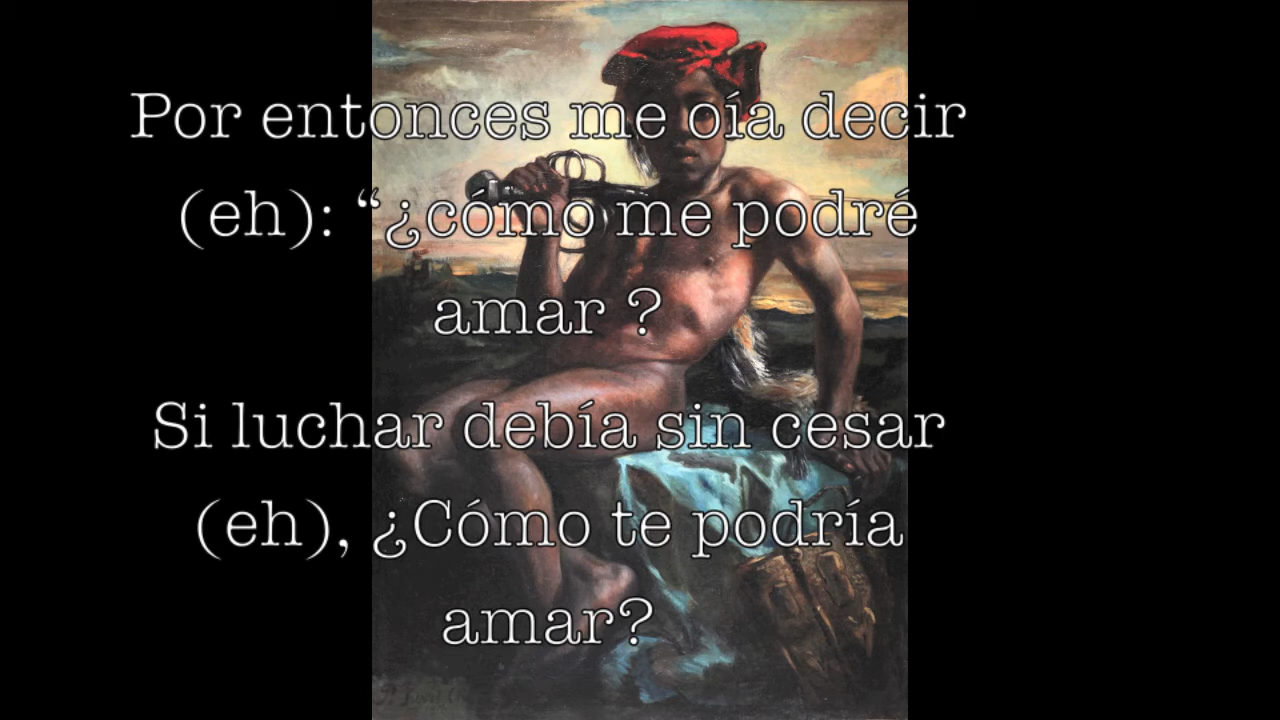 Por entonces me oía decir
(eh): “¿cómo me podré
amar ?
Si luchar debía sin cesar
(eh), ¿Cómo te podría
amar?